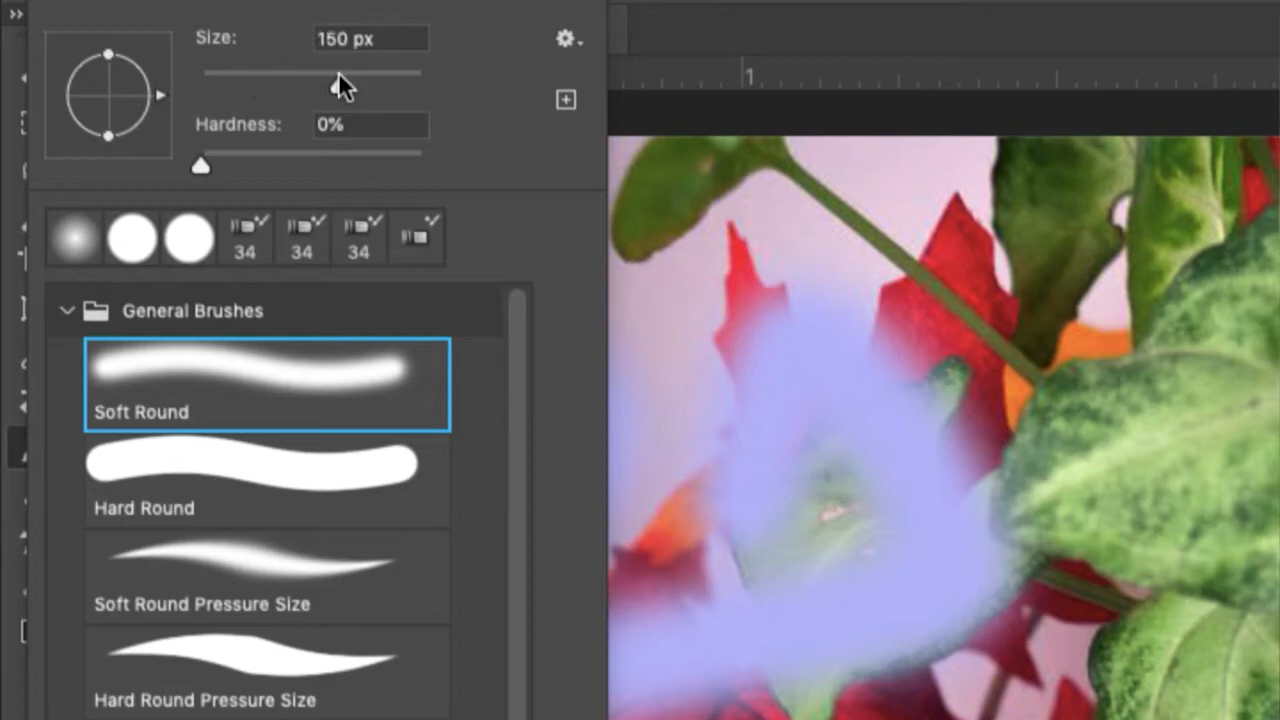 Size: 150 px
1
Hardness: 0%
34 34 34
General Brushes
Soft Round
Hard Round
Soft Round Pressure Size
Hard Round Pressure Size